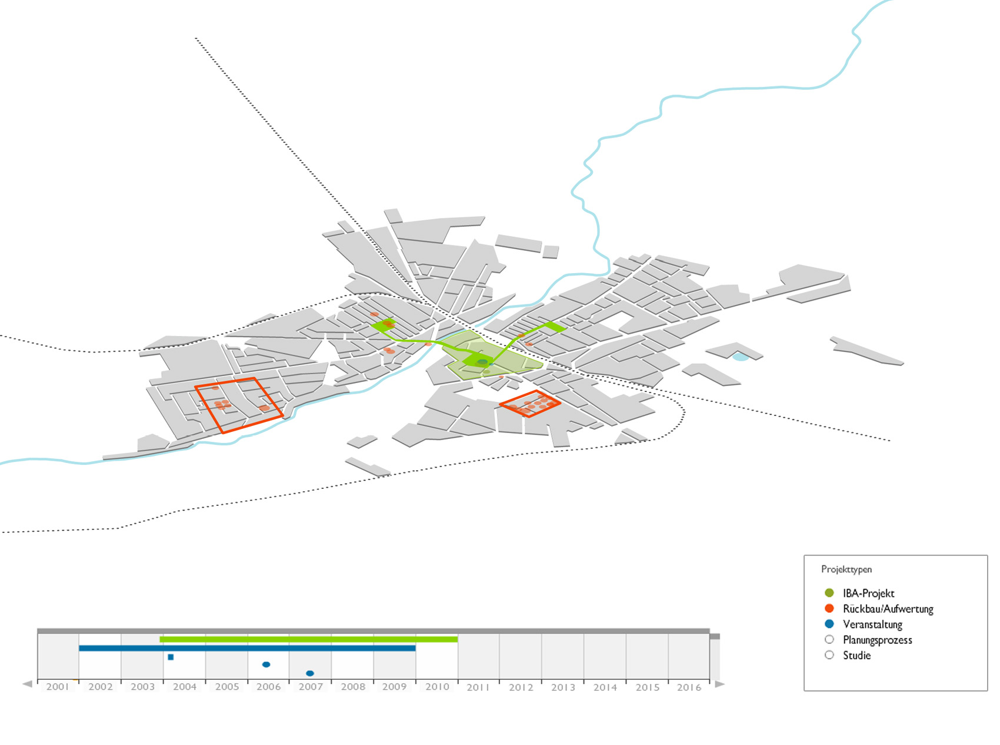 Projekttypen
IBA-Projekt
Rückbau/Aufwertung
Veranstaltung
Planungsprozess
Studie
2001 2002 2003 2004 2005 2006 2007 2008 2009 2010 2011 2012 2013 2014 2015 2016